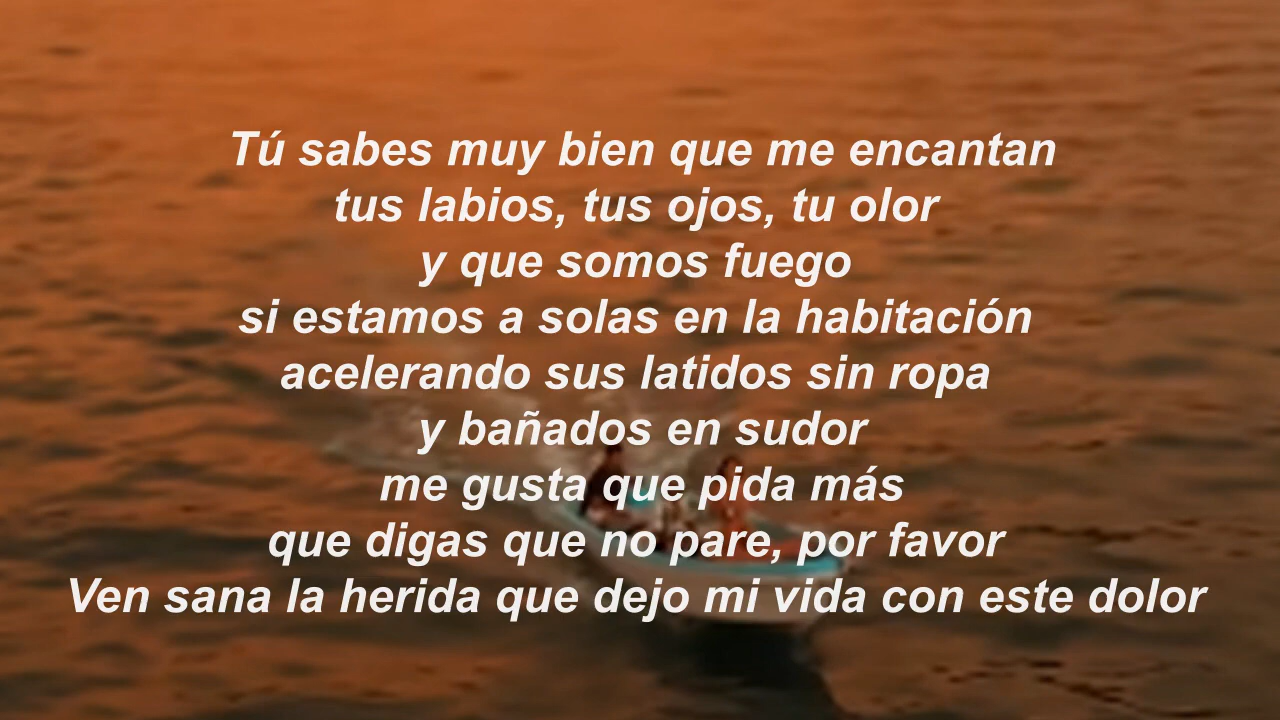 Tú sabes muy bien que me encantan
tus labios, tus ojos, tu olor
y que somos fuego
si estamos a solas en la habitación
acelerando sus latidos sin ropa
y bañados en sudor
me gusta que pida más
que digas que no pare, por favor
Ven sana la herida que dejo mi vida con este dolor